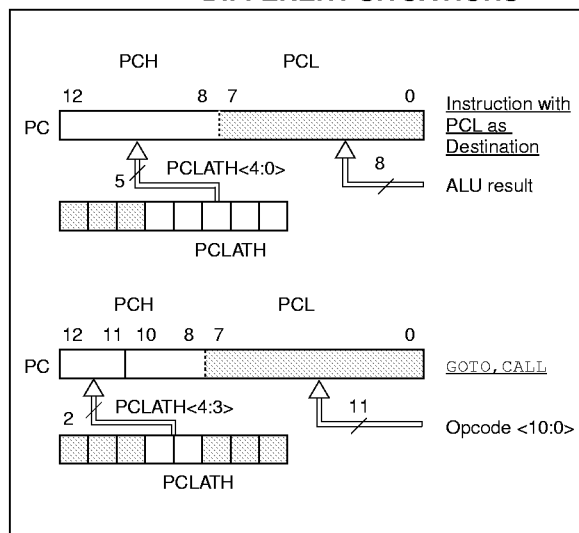 PCH PCL
12 8 7 0
PC
Instruction with
PCL as
Destination
5 PCLATH<4:0> 8
ALU result
PCLATH
PCH PCL
12 11 10 8 7 0
PC
GOTO, CALL
2 PCLATH<4:3> 11
Opcode <10:0>
PCLATH